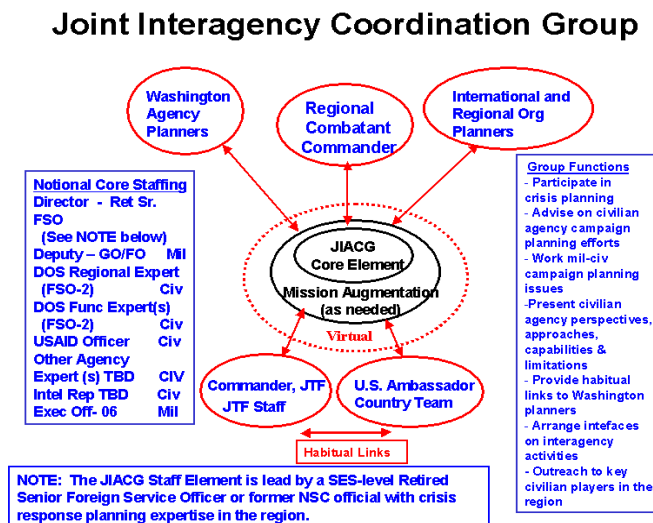 Joint Interagency Coordination Group
Washington
Agency
Planners
Regional
Combatant
Commander
International and
Regional Org
Planners
Notional Core Staffing
Director - Ret Sr.
FSO
(See NOTE below)
Deputy – GO/FO Mil
DOS Regional Expert
(FSO-2) Civ
DOS Func Expert(s)
(FSO-2) Civ
USAID Officer Civ
Other Agency
Expert (s) TBD CIV
Intel Rep TBD Civ
Exec Off- 06 Mil
JIACG
Core Element
Mission Augmentation
(as needed)
Virtual
Group Functions
- Participate in
crisis planning
- Advise on civilian
agency campaign
planning efforts
- Work mil-civ
campaign planning
issues
-Present civilian
agency perspectives,
approaches,
capabilities &
limitations
- Provide habitual
links to Washington
planners
- Arrange intefaces
on interagency
activities
- Outreach to key
civilian players in the
region
Commander, JTF
JTF Staff
U.S. Ambassador
Country Team
Habitual Links
NOTE: The JIACG Staff Element is lead by a SES-level Retired
Senior Foreign Service Officer or former NSC official with crisis
response planning expertise in the region.